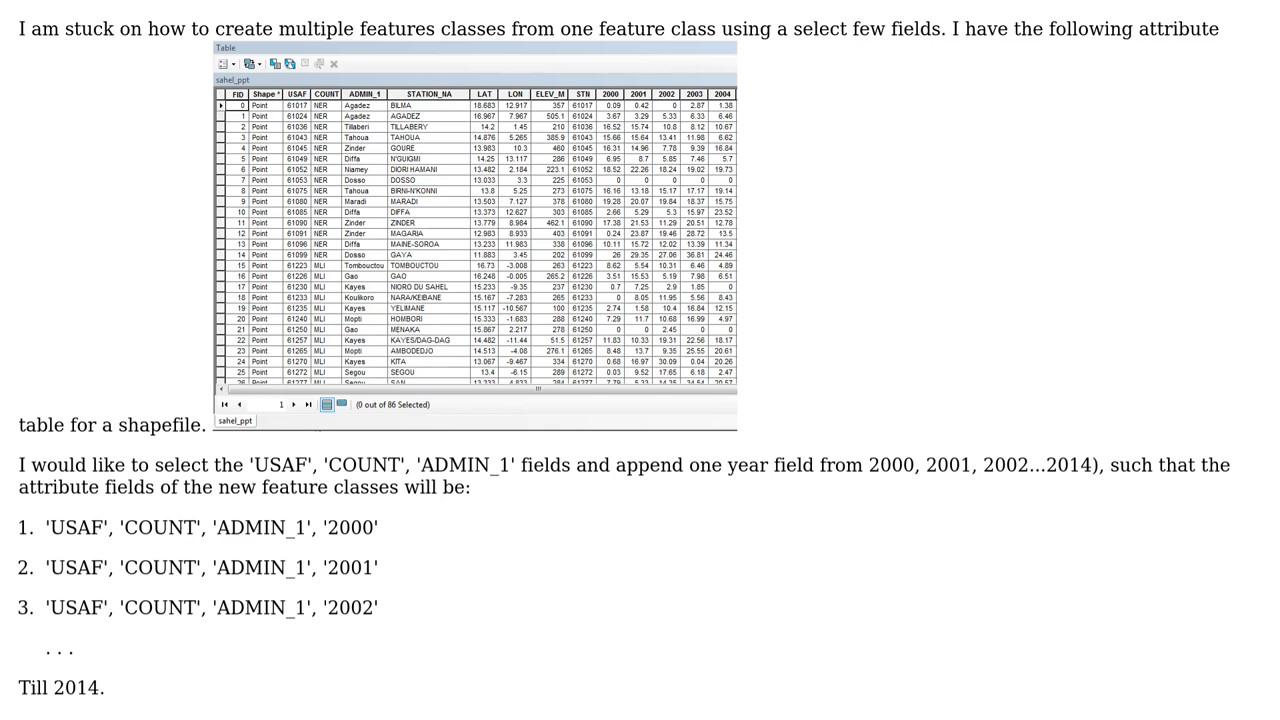 I am stuck on how to create multiple features classes from one feature class using a select few fields. I have the following attribute
Table
sahel_ppt
FID Shape * USAF COUNT ADMIN_1 STATION_NA LAT LON ELEV_M STN 2000 2001 2002 2003 2004
0 Point 61017 NER Agadez BILMA 18.683 12.917 357 61017 0.09 0.42 0 2.87 1.38
1 Point 61024 NER Agadez AGADEZ 16.967 7.967 505.1 61024 3.67 3.29 5.33 6.33 6.46
2 Point 61036 NER Tillaberi TILLABERY 14.2 1.45 210 61036 16.52 15.74 10.8 8.12 10.67
3 Point 61043 NER Tahoua TAHOUA 14.876 5.265 385.9 61043 15.66 15.64 13.41 11.98 6.62
4 Point 61045 NER Zinder GOURE 13.983 10.3 460 61045 16.31 14.96 7.78 9.39 16.84
5 Point 61049 NER Diffa N'GUIGMI 14.25 13.117 286 61049 6.95 8.7 5.85 7.46 5.7
6 Point 61052 NER Niamey DIORI HAMANI 13.482 2.184 223.1 61052 18.52 22.26 18.24 19.02 19.73
7 Point 61053 NER Dosso DOSSO 13.033 3.3 225 61053 0 0 0 0 0
8 Point 61075 NER Tahoua BIRNI-N'KONNI 13.8 5.25 273 61075 16.16 13.18 15.17 17.17 19.14
9 Point 61080 NER Maradi MARADI 13.503 7.127 378 61080 19.28 20.07 19.84 18.37 15.75
10 Point 61085 NER Diffa DIFFA 13.373 12.627 303 61085 2.66 5.29 5.3 15.97 23.52
11 Point 61090 NER Zinder ZINDER 13.779 8.984 462.1 61090 17.38 21.53 11.29 20.51 12.78
12 Point 61091 NER Zinder MAGARIA 12.983 8.933 403 61091 0.24 23.87 19.46 28.72 13.5
13 Point 61096 NER Diffa MAINE-SOROA 13.233 11.983 338 61096 10.11 15.72 12.02 13.39 11.34
14 Point 61099 NER Dosso GAYA 11.883 3.45 202 61099 26 29.35 27.06 36.81 24.46
15 Point 61223 MLI Tombouctou TOMBOUCTOU 16.73 -3.008 263 61223 8.62 5.54 10.31 6.46 4.89
16 Point 61226 MLI Gao GAO 16.248 -0.005 265.2 61226 3.51 15.53 5.19 7.98 6.51
17 Point 61230 MLI Kayes NIORO DU SAHEL 15.233 -9.35 237 61230 0.7 7.25 2.9 1.85 0
18 Point 61233 MLI Koulikoro NARA/KEIBANE 15.167 -7.283 265 61233 0 8.05 11.95 5.56 8.43
19 Point 61235 MLI Kayes YELIMANE 15.117 -10.567 100 61235 2.74 1.58 10.4 16.84 12.15
20 Point 61240 MLI Mopti HOMBORI 15.333 -1.683 288 61240 7.29 11.7 10.68 16.99 4.97
21 Point 61250 MLI Gao MENAKA 15.867 2.217 278 61250 0 0 2.45 0 0
22 Point 61257 MLI Kayes KAYES/DAG-DAG 14.482 -11.44 51.5 61257 11.83 10.33 19.31 22.56 18.17
23 Point 61265 MLI Mopti AMBODEDJO 14.513 -4.08 276.1 61265 8.48 13.7 9.35 25.55 20.61
24 Point 61270 MLI Kayes KITA 13.067 -9.467 334 61270 0.68 16.97 30.09 0.04 20.26
25 Point 61272 MLI Segou SEGOU 13.4 -6.15 289 61272 0.03 9.52 17.65 6.18 2.47
26 Point 61277 MLI Segou SAN
1 (0 out of 86 Selected)
sahel_ppt
table for a shapefile.
I would like to select the 'USAF', 'COUNT', 'ADMIN_1' fields and append one year field from 2000, 2001, 2002...2014), such that the
attribute fields of the new feature classes will be:
1. 'USAF', 'COUNT', 'ADMIN_1', '2000'
2. 'USAF', 'COUNT', 'ADMIN_1', '2001'
3. 'USAF', 'COUNT', 'ADMIN_1', '2002'
. . .
Till 2014.